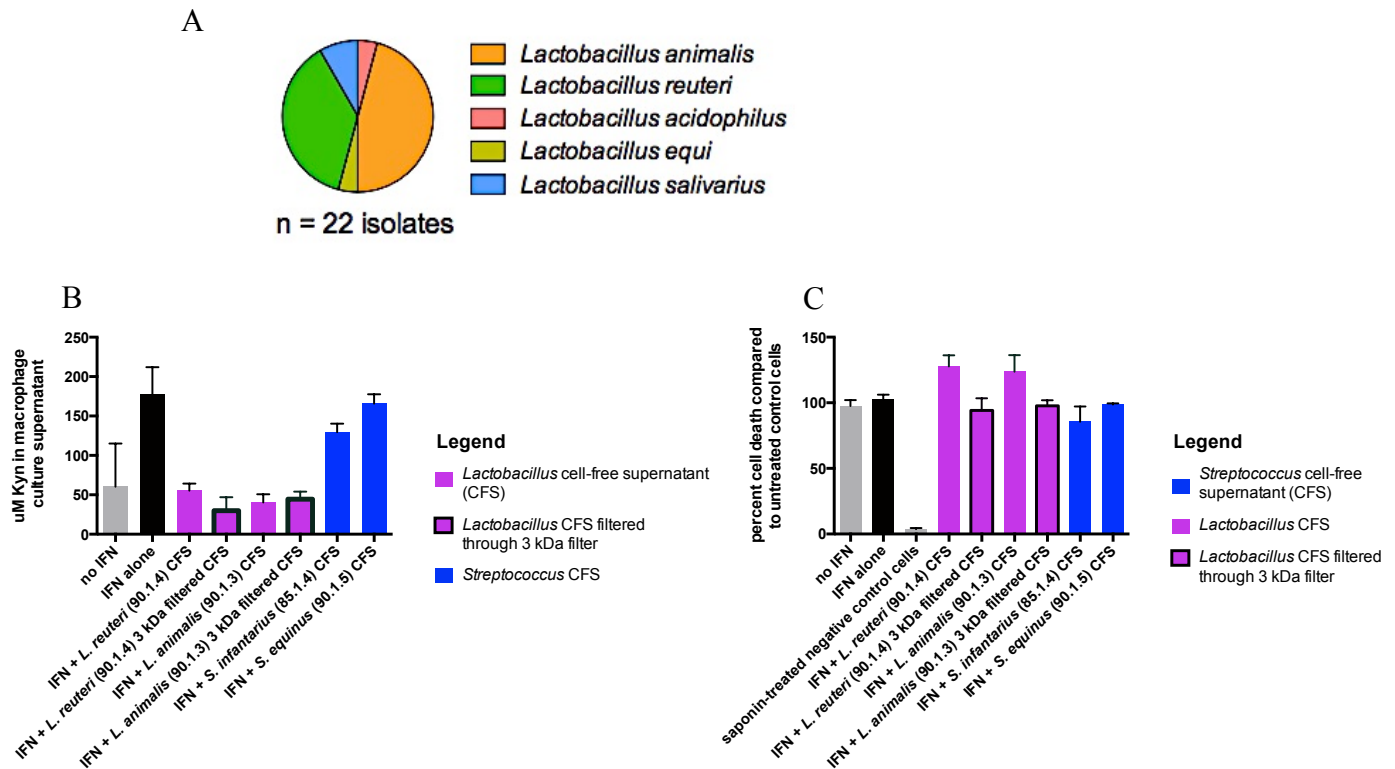 A
Lactobacillus animalis
Lactobacillus reuteri
Lactobacillus acidophilus
Lactobacillus equi
Lactobacillus salivarius
n = 22 isolates
B
uM Kyn in macrophage
culture supernatant
250
200
150
100
50
0
no IFN
IFN alone
IFN + L. reuteri (90.1.4) CFS
IFN + L. reuteri (90.1.4) 3 kDa filtered CFS
IFN + L. animalis (90.1.3) CFS
IFN + L. animalis (90.1.3) 3 kDa filtered CFS
IFN + S. infantarius (85.1.4) CFS
IFN + S. equinus (90.1.5) CFS
Legend
Lactobacillus cell-free supernatant
(CFS)
Lactobacillus CFS filtered
through 3 kDa filter
Streptococcus CFS
C
percent cell death compared
to untreated control cells
150
100
50
0
no IFN
IFN alone
saponin-treated negative control cells
IFN + L. reuteri (90.1.4) CFS
IFN + L. reuteri (90.1.4) 3 kDa filtered CFS
IFN + L. animalis (90.1.3) CFS
IFN + L. animalis (90.1.3) 3 kDa filtered CFS
IFN + S. infantarius (85.1.4) CFS
IFN + S. equinus (90.1.5) CFS
Legend
Streptococcus cell-free
supernatant (CFS)
Lactobacillus CFS
Lactobacillus CFS filtered
through 3 kDa filter